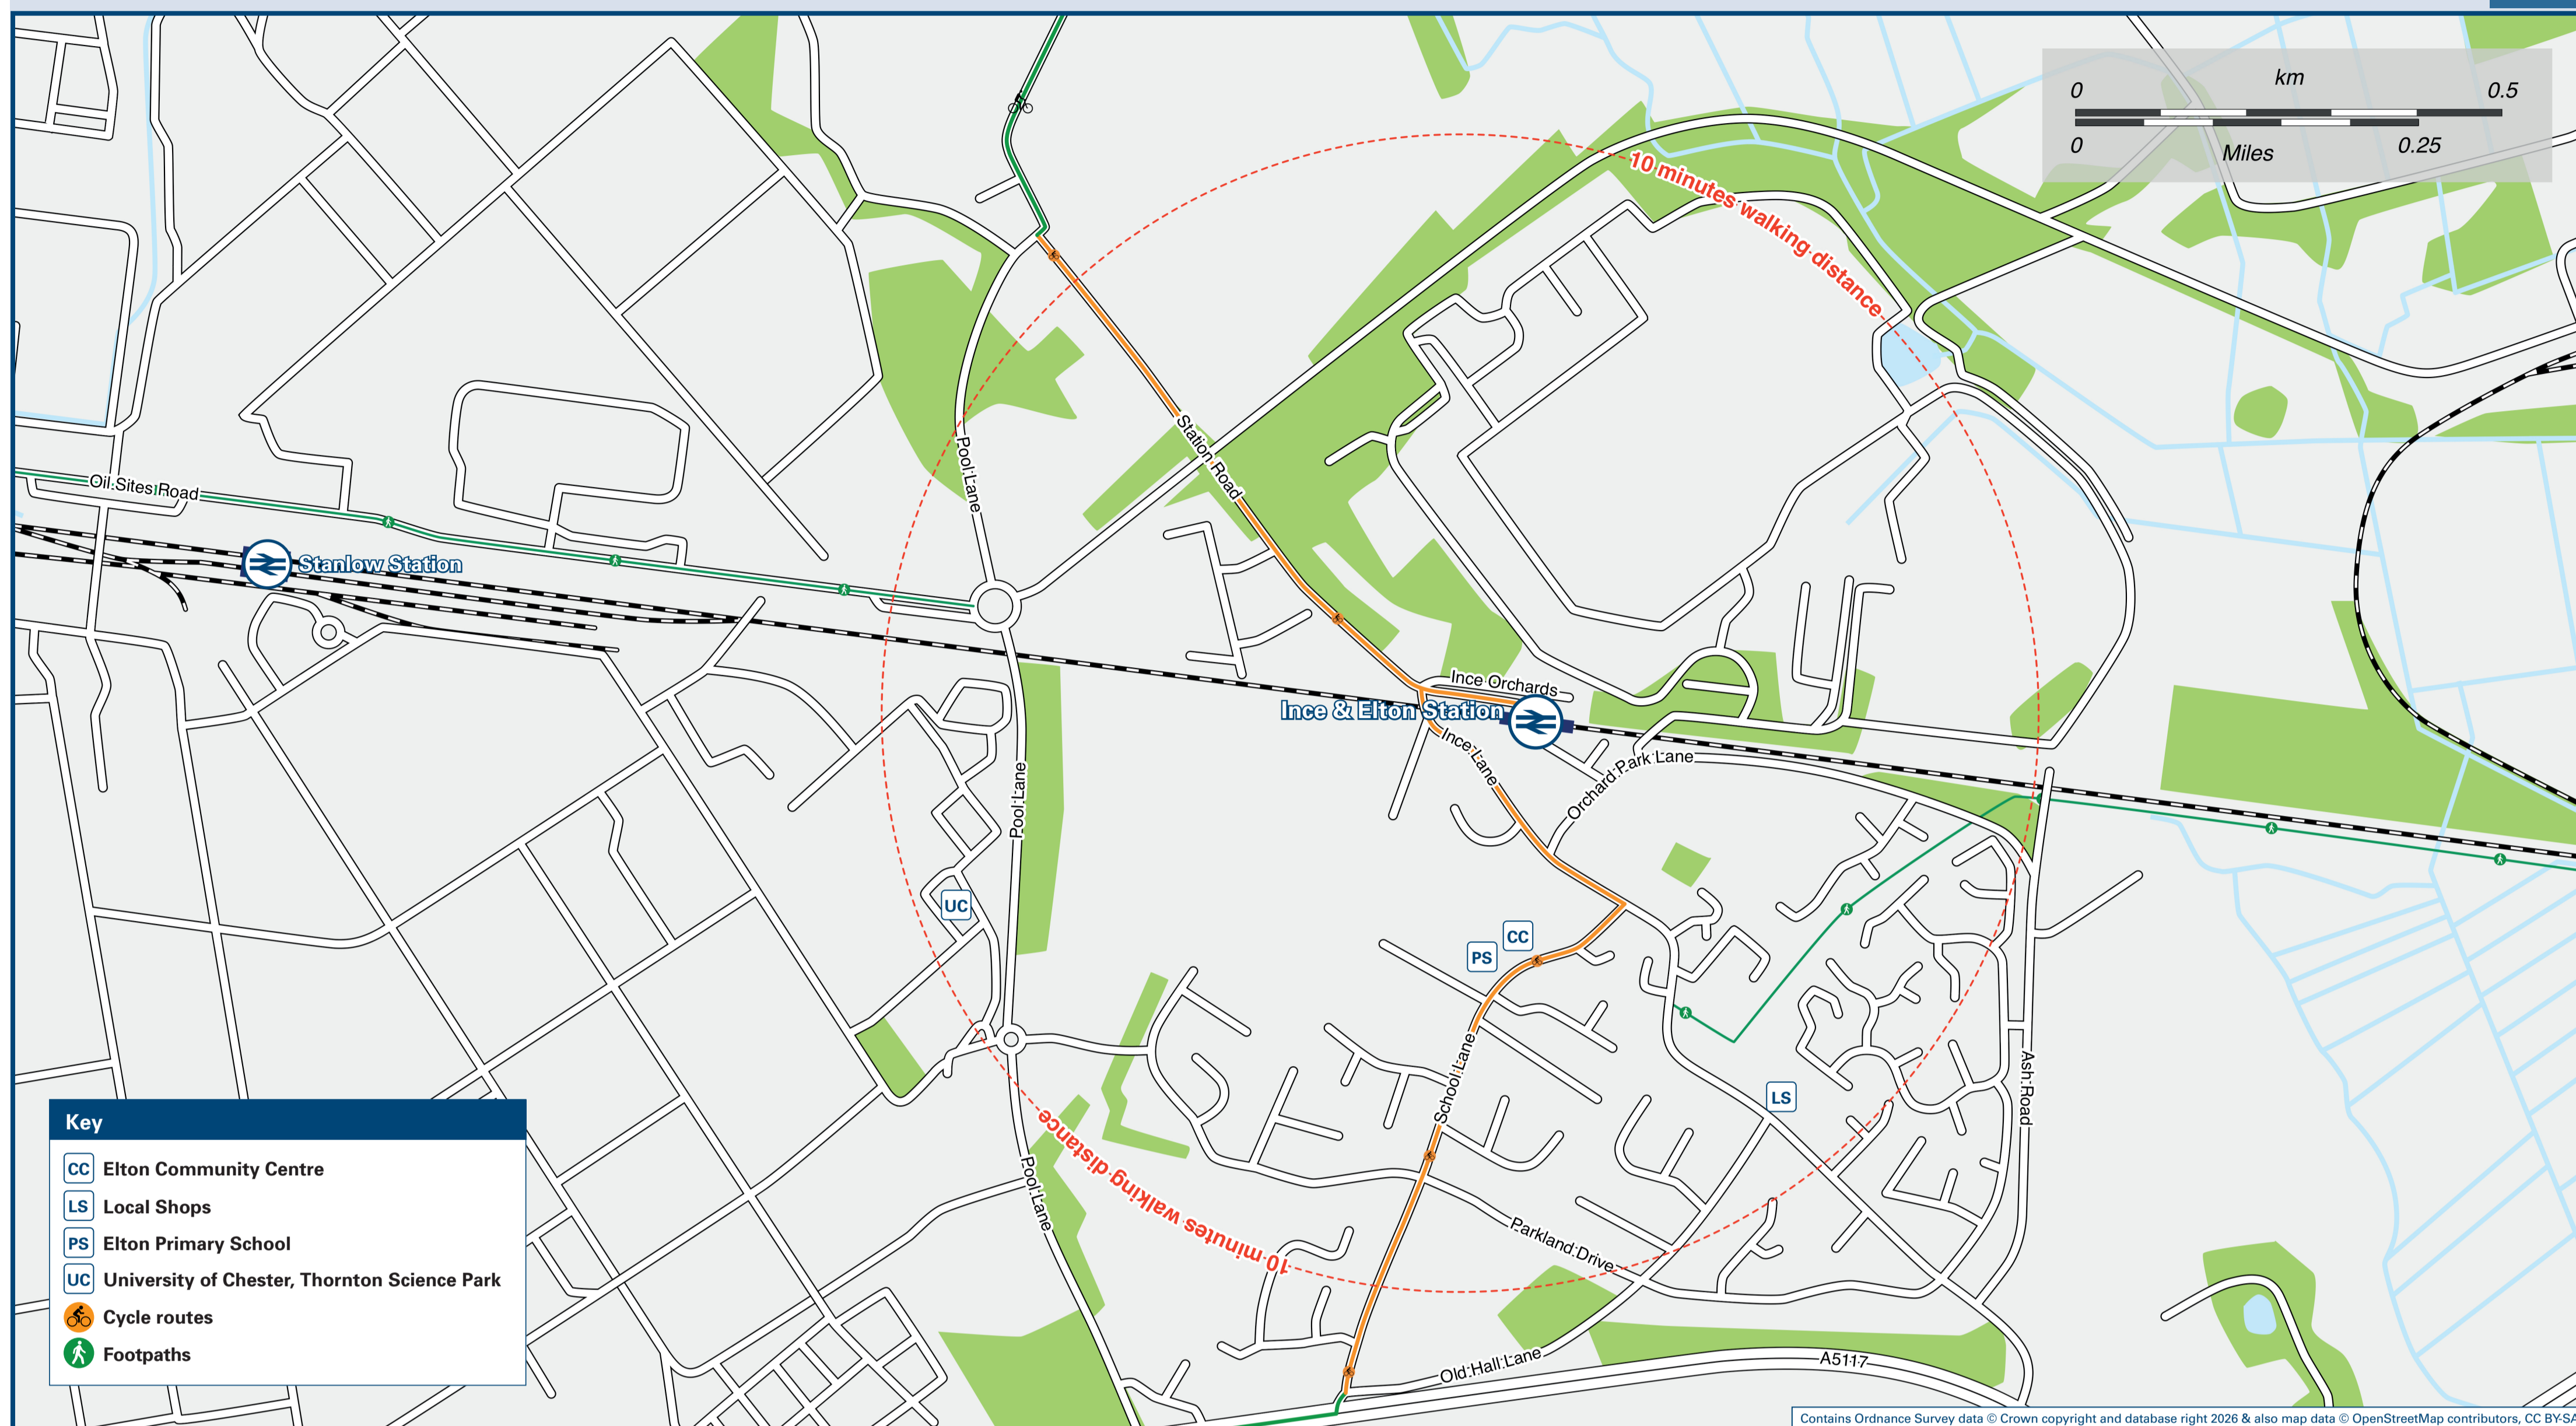 km
0 0.5
0 0.25
Miles
10 minutes walking distance
Station Road
Pool Lane
Oil Sites Road
Stanlow Station
Ince Orchards
Ince & Elton Station
Ince Lane
Orchard Park Lane
Pool Lane
UC
CC
PS
School Lane
LS
Ash Road
10 minutes walking distance
Pool Lane
Parkland Drive
Old Hall Lane
A5117
Key
CC Elton Community Centre
LS Local Shops
PS Elton Primary School
UC University of Chester, Thornton Science Park
Cycle routes
Footpaths
Contains Ordnance Survey data © Crown copyright and database right 2026 & also map data © OpenStreetMap contributors, CC BY-SA